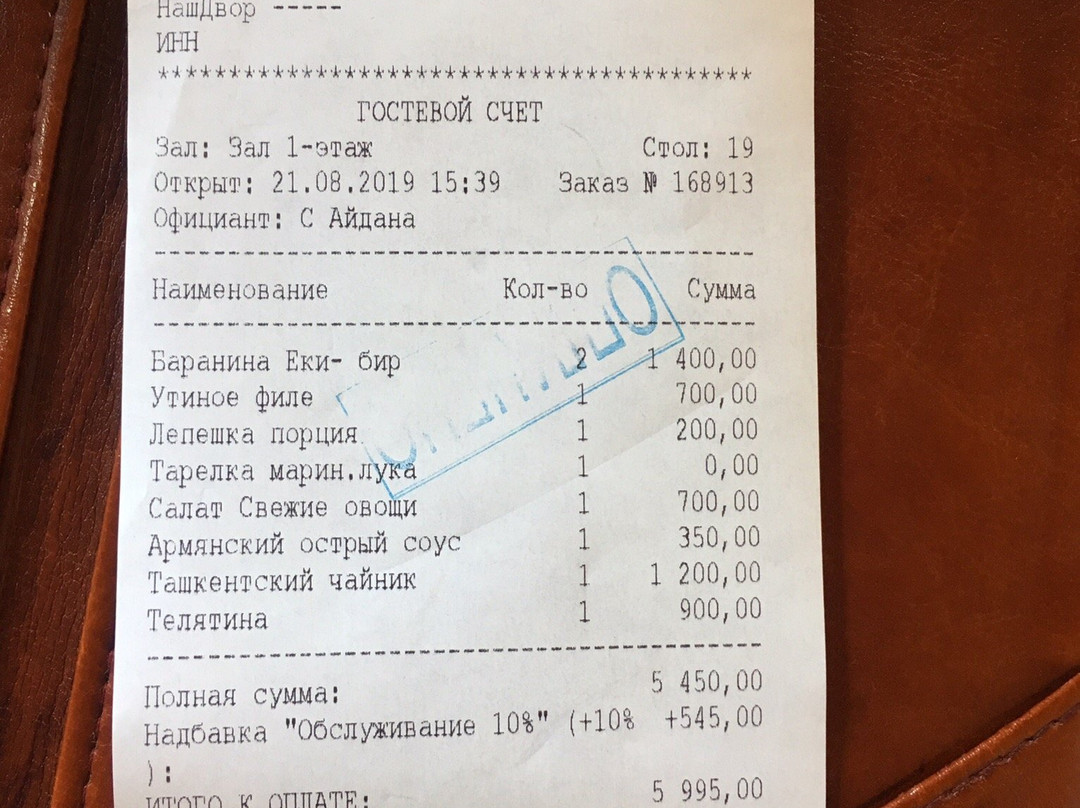 НашДвор -----
ИНН
******************************************
ГОСТЕВОЙ СЧЕТ
Зал: Зал 1-этаж Стол: 19
Открыт: 21.08.2019 15:39 Заказ № 168913
Официант: С Айдана
Наименование Кол-во Сумма
Баранина Еки- бир 2 1 400,00
Утиное филе 1 700,00
Лепешка порция 1 200,00
Тарелка марин.лука 1 0,00
Салат Свежие овощи 1 700,00
Армянский острый соус 1 350,00
Ташкентский чайник 1 1 200,00
Телятина 1 900,00
Полная сумма: 5 450,00
Надбавка "Обслуживание 10%" (+10% +545,00
):
ИТОГО К ОПЛАТЕ: 5 995,00